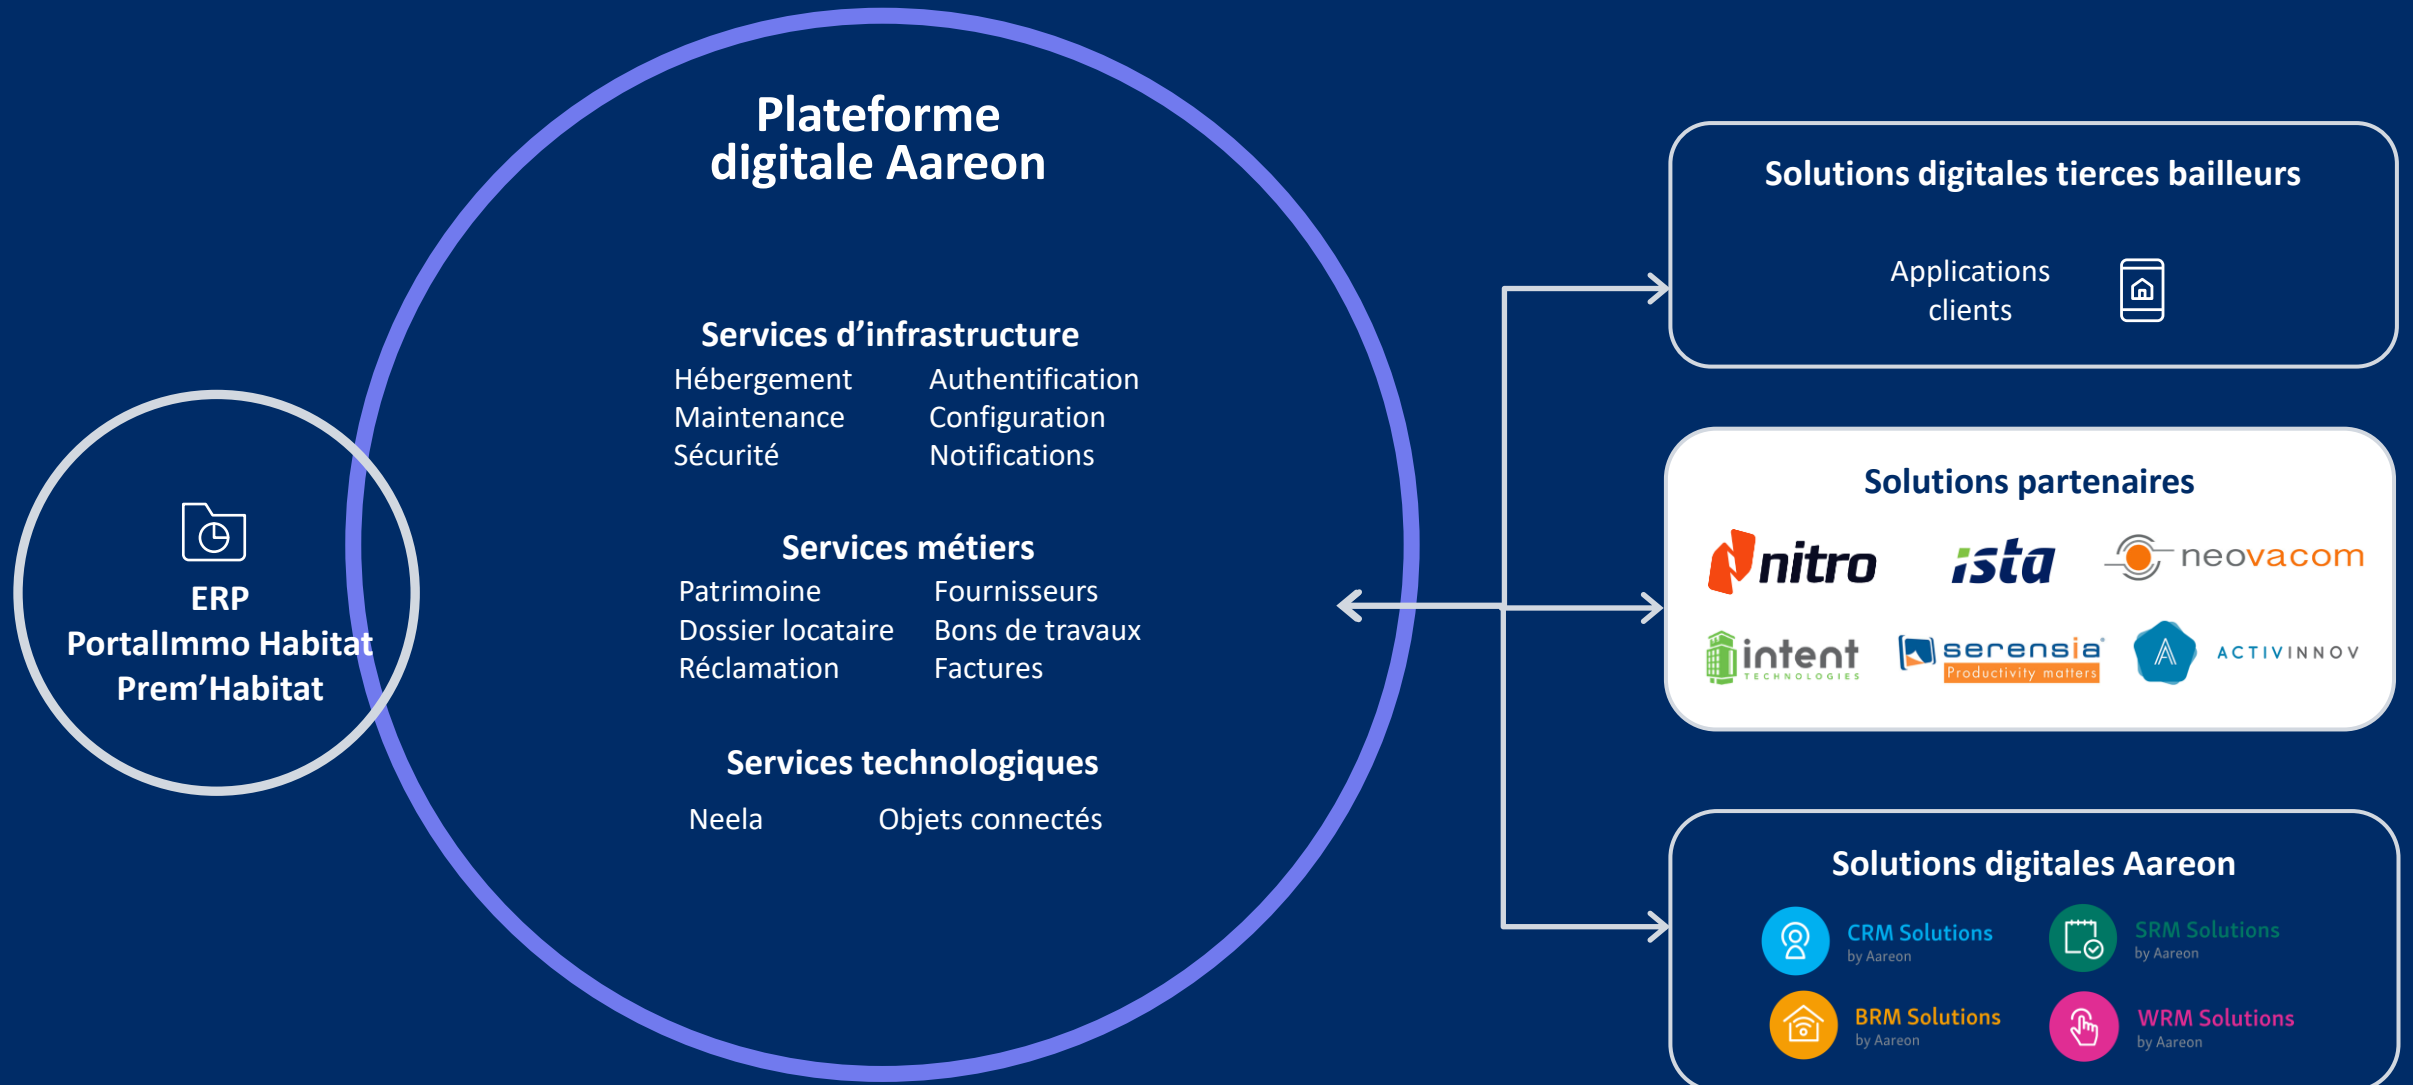 Plateforme
digitale Aareon
Services d’infrastructure
Hébergement Authentification
Maintenance Configuration
Sécurité Notifications
Services métiers
Patrimoine Fournisseurs
Dossier locataire Bons de travaux
Réclamation Factures
Services technologiques
Neela Objets connectés
ERP
PortalImmo Habitat
Prem’Habitat
Solutions digitales tierces bailleurs
Applications
clients
Solutions partenaires
nitro ista neovacom
intent
TECHNOLOGIES
serensia
Productivity matters
ACTIVINNOV
Solutions digitales Aareon
CRM Solutions
by Aareon
SRM Solutions
by Aareon
BRM Solutions
by Aareon
WRM Solutions
by Aareon